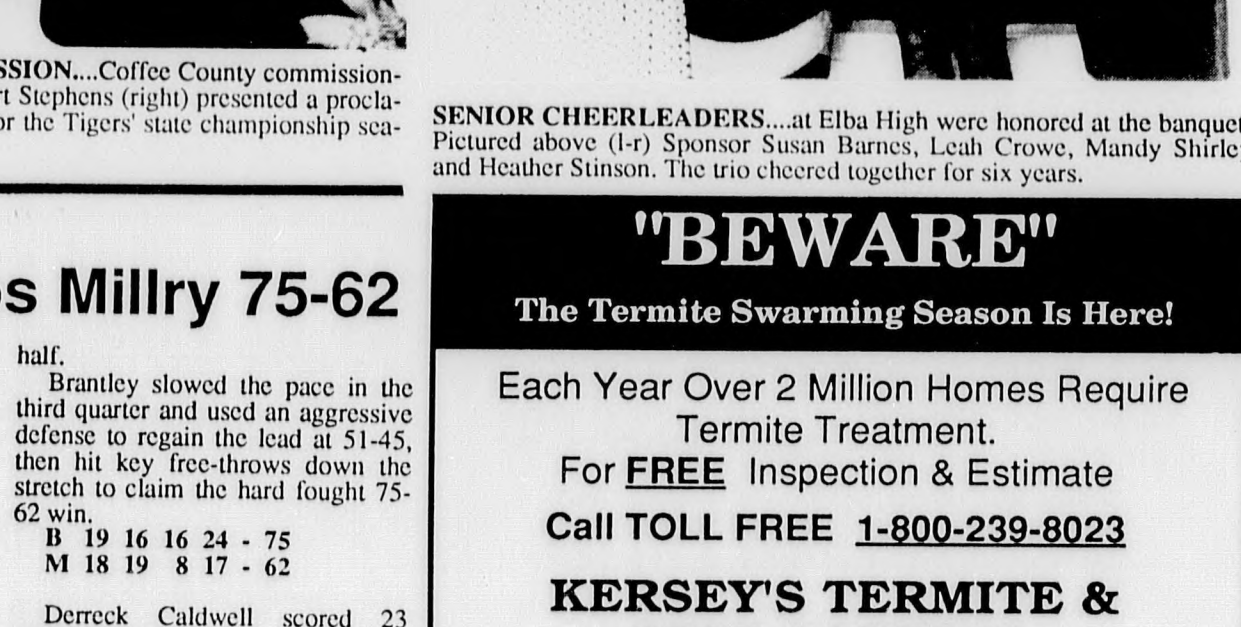 SSION....Coffee County commission-
rt Stephens (right) presented a procla-
or the Tigers' state championship sea-
s Millry 75-62
half.
Brantley slowed the pace in the
third quarter and used an aggressive
defense to regain the lead at 51-45,
then hit key free-throws down the
stretch to claim the hard fought 75-
62 win.
B 19 16 16 24 - 75
M 18 19 8 17 - 62
Derreck Caldwell scored 23
SENIOR CHEERLEADERS....at Elba High were honored at the banquet
Pictured above (l-r) Sponsor Susan Barnes, Leah Crowe, Mandy Shirle
and Heather Stinson. The trio cheered together for six years.
"BEWARE"
The Termite Swarming Season Is Here!
Each Year Over 2 Million Homes Require
Termite Treatment.
For FREE Inspection & Estimate
Call TOLL FREE 1-800-239-8023
KERSEY'S TERMITE &